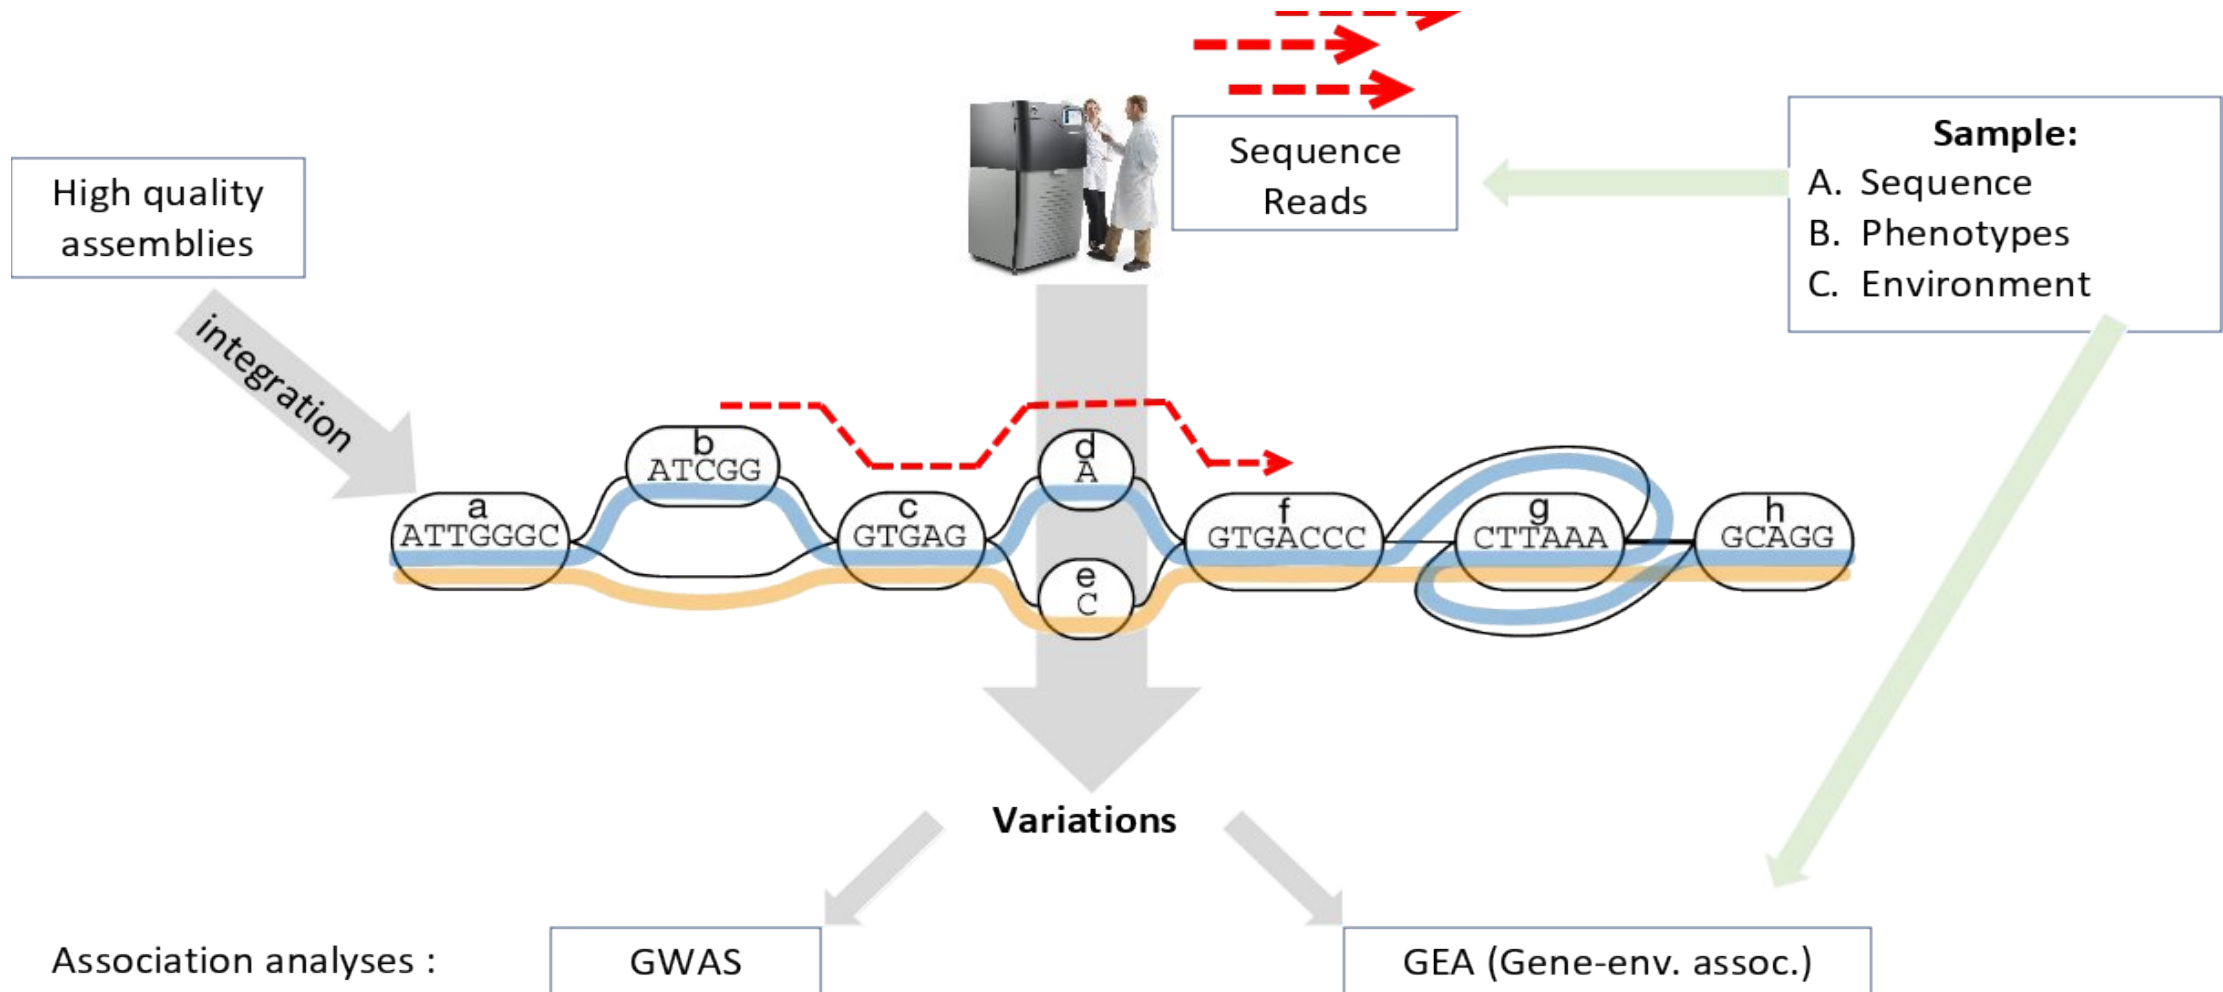 High quality
assemblies
integration
Sequence
Reads
Sample:
A. Sequence
B. Phenotypes
C. Environment
a
ATTGGGC
b
ATCGG
c
GTGAG
d
A
e
C
f
GTGACCC
g
CTTAAA
h
GCAGG
Variations
Association analyses :
GWAS
GEA (Gene-env. assoc.)